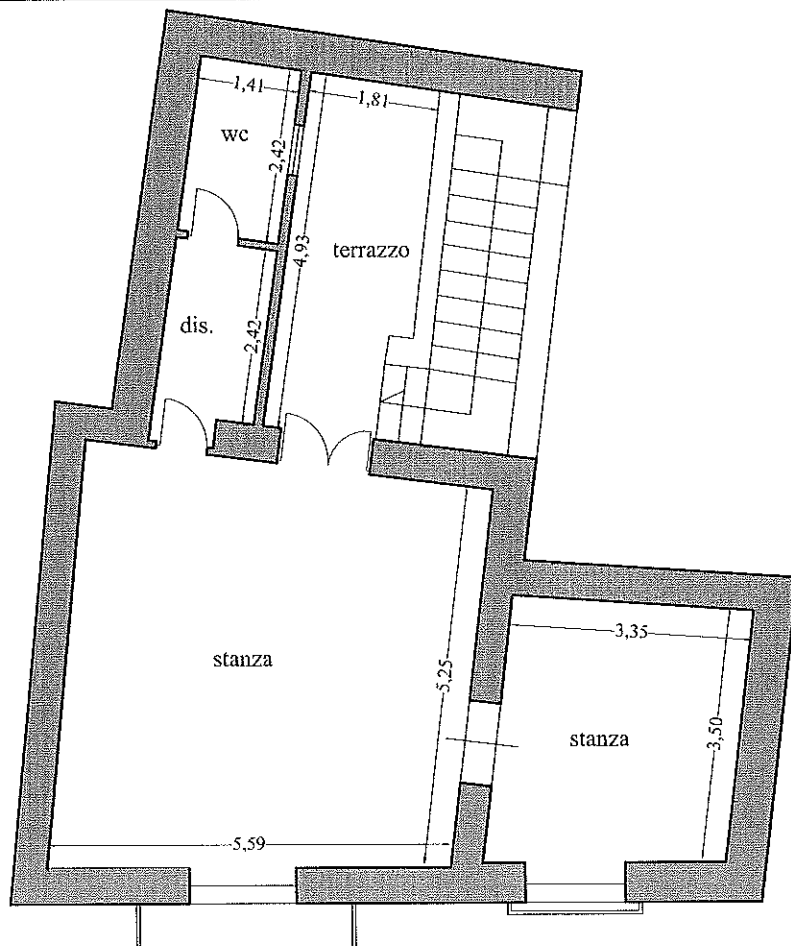 1,41
1,81
wc
2,42
4,93
terrazzo
dis.
2,42
stanza
5,25
3,35
stanza
3,50
5,59